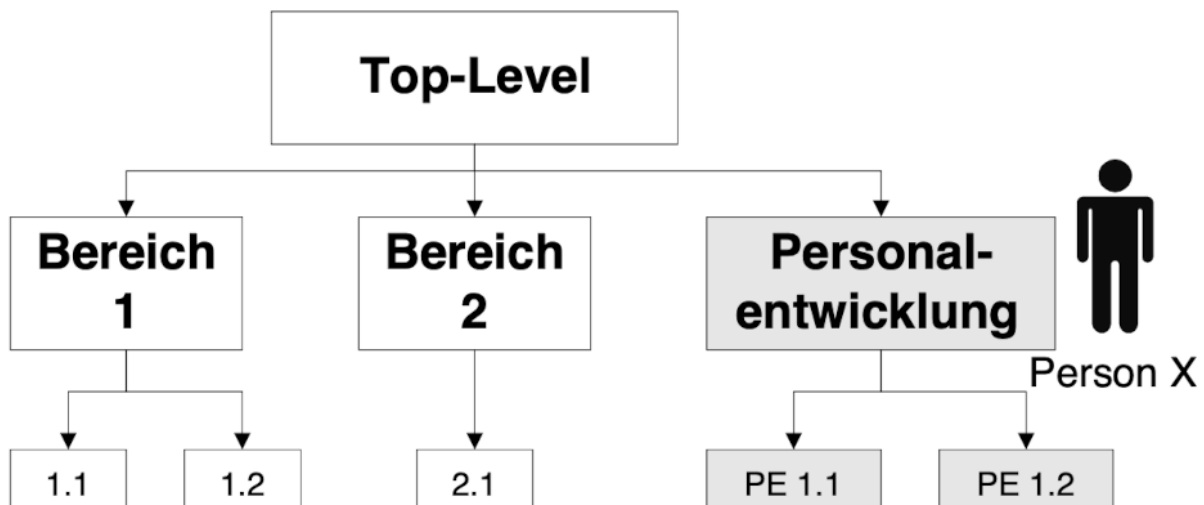 Top-Level
Bereich
1
Bereich
2
Personal-
entwicklung
Person X
1.1
1.2
2.1
PE 1.1
PE 1.2